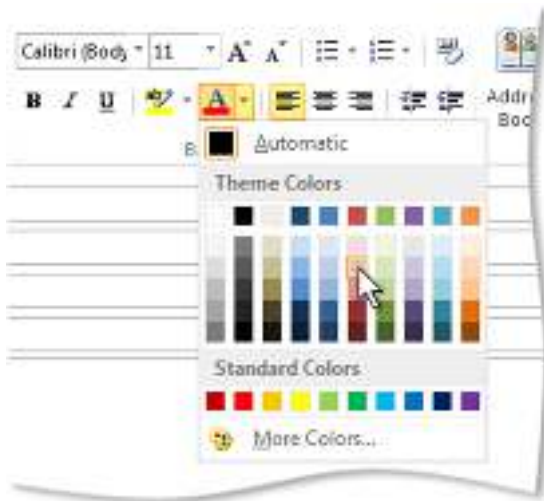 Calibri (Body 11 A A
B I U A Addr
Boo
B
Automatic
Theme Colors
Standard Colors
More Colors...